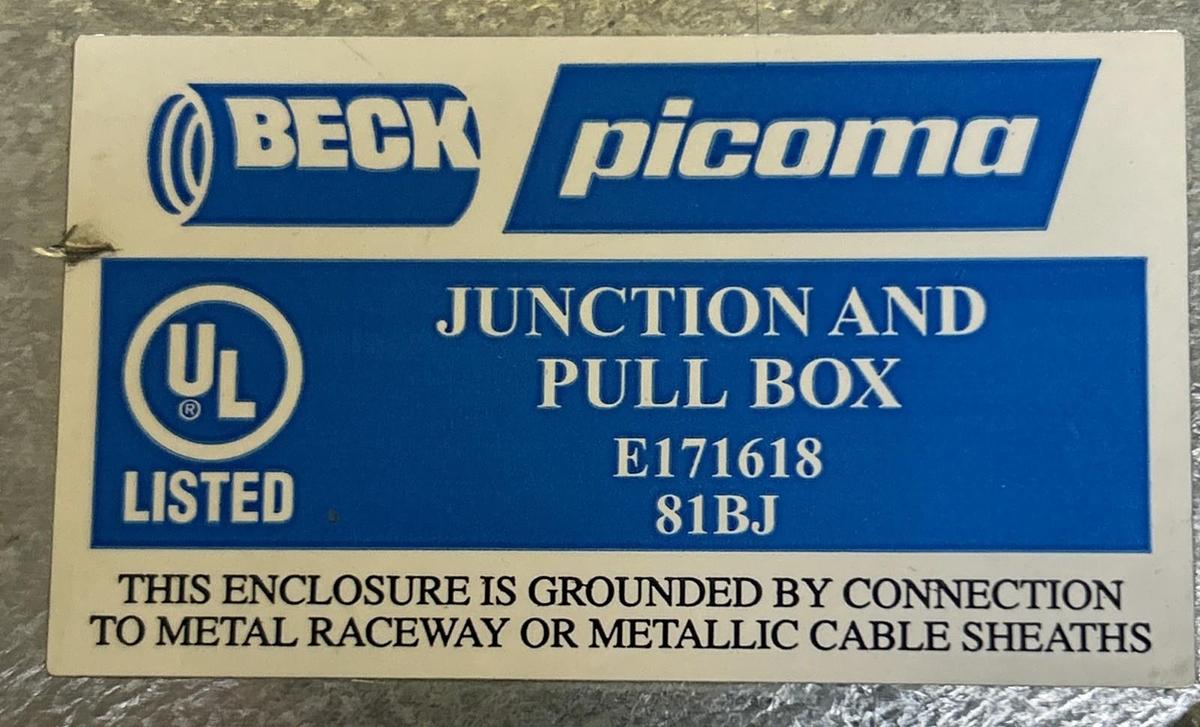 BECK picoma
UL
®
LISTED
JUNCTION AND
PULL BOX
E171618
81BJ
THIS ENCLOSURE IS GROUNDED BY CONNECTION
TO METAL RACEWAY OR METALLIC CABLE SHEATHS